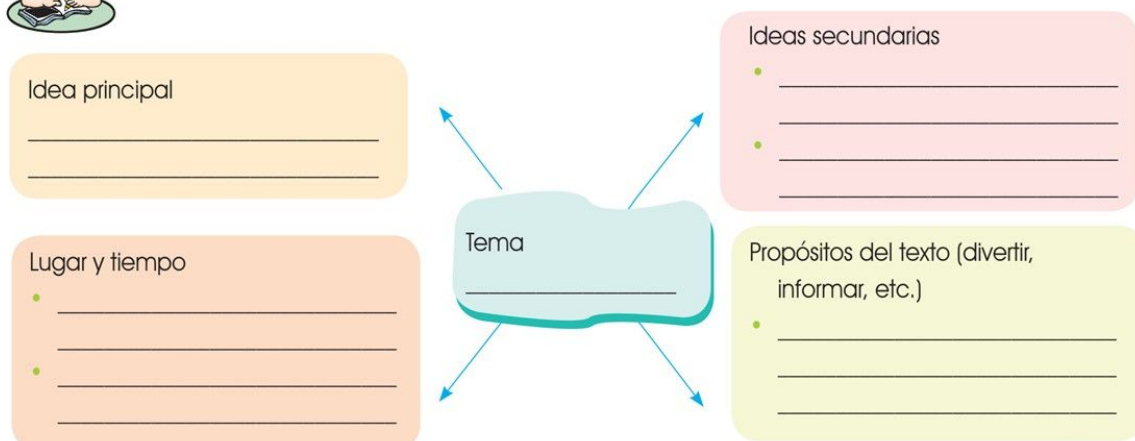 Idea principal
Ideas secundarias
Tema
Lugar y tiempo
Propósitos del texto (divertir,
informar, etc.)